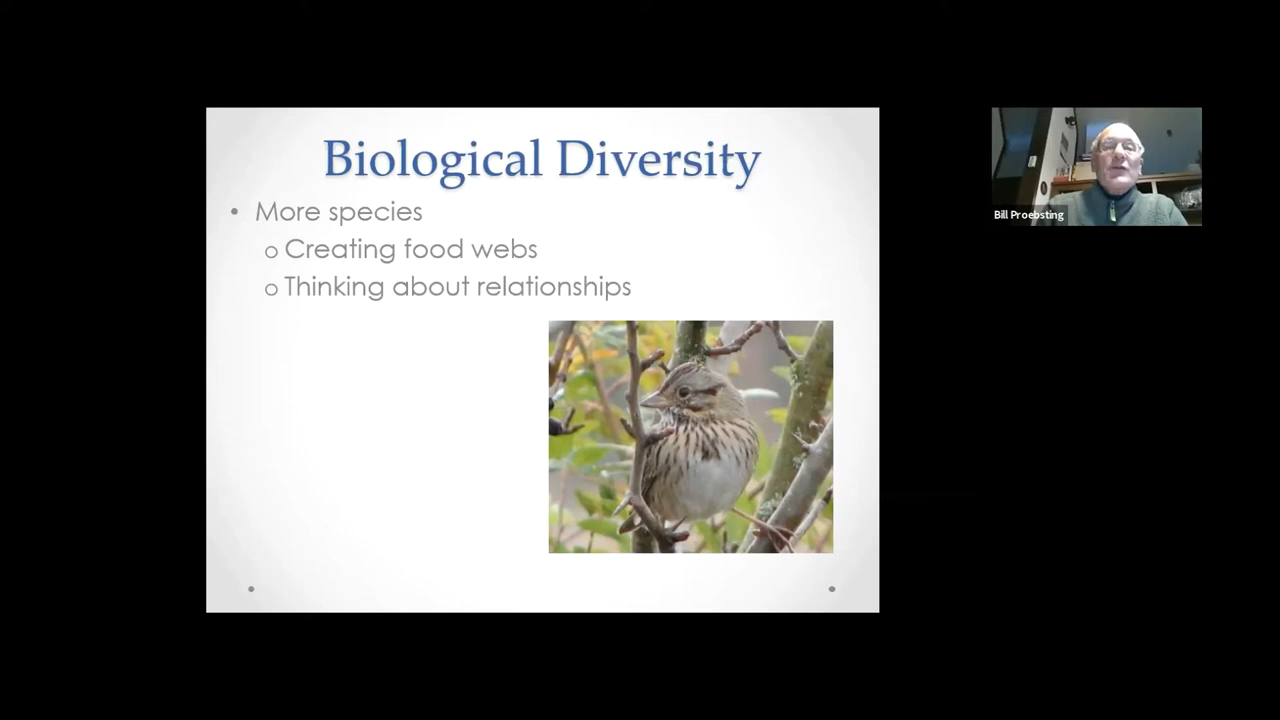 Biological Diversity
• More species
o Creating food webs
o Thinking about relationships
Bill Proebsting